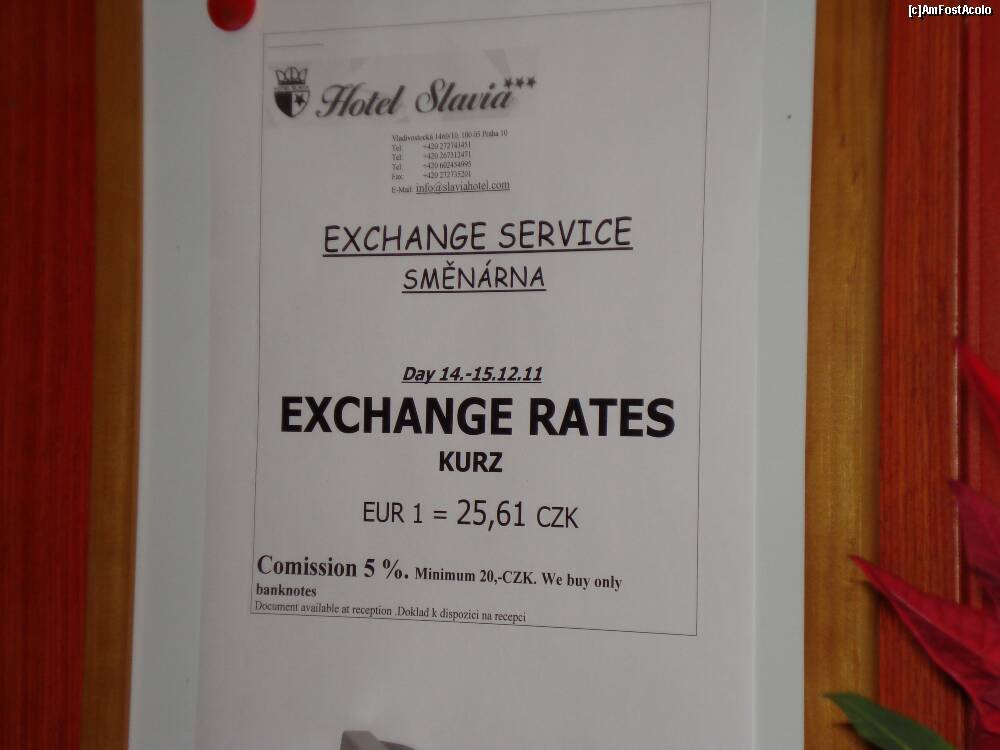 [c]AmFostAcolo
Hotel Slavia***
Vladivostocká 1460/10, 100 05 Praha 10
Tel: +420 272743451
Tel: +420 267312471
Tel: +420 602454995
Fax: +420 272735201
E-Mail: info@slaviahotel.com
EXCHANGE SERVICE
SMĚNÁRNA
Day 14.-15.12.11
EXCHANGE RATES
KURZ
EUR 1 = 25,61 CZK
Comission 5 %. Minimum 20,-CZK. We buy only
banknotes
Document available at reception .Doklad k dispozici na recepci